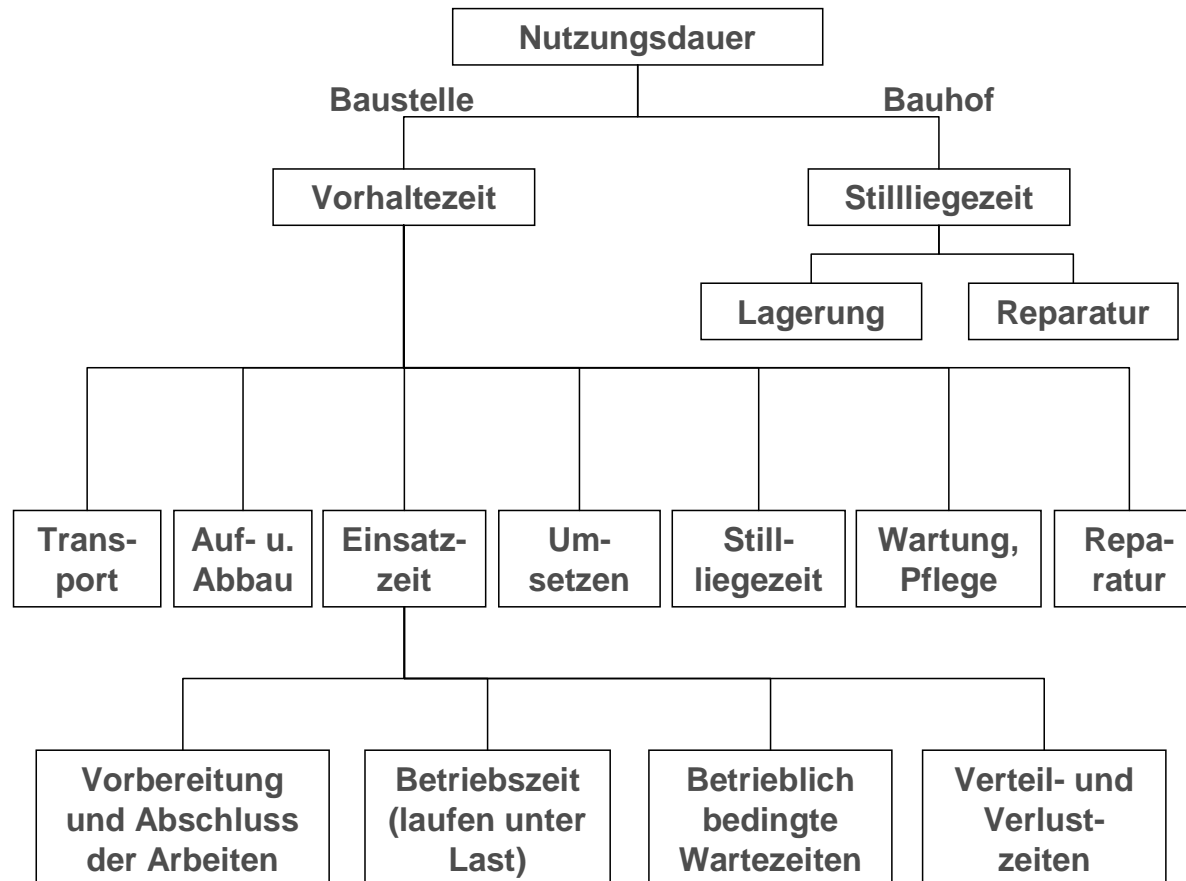 Nutzungsdauer
Baustelle
Bauhof
Vorhaltezeit
Stillliegezeit
Lagerung
Reparatur
Trans-
port
Auf- u.
Abbau
Einsatz-
zeit
Um-
setzen
Still-
liegezeit
Wartung,
Pflege
Repa-
ratur
Vorbereitung
und Abschluss
der Arbeiten
Betriebszeit
(laufen unter
Last)
Betrieblich
bedingte
Wartezeiten
Verteil- und
Verlust-
zeiten